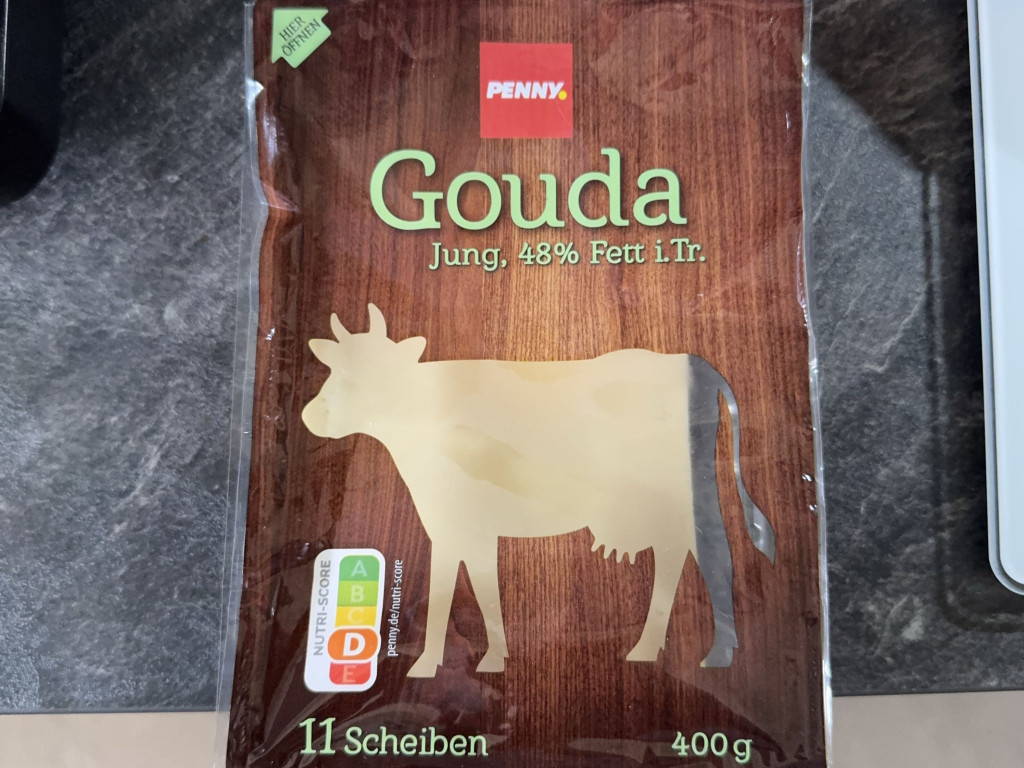 HIER
ÖFFNEN
PENNY.
Gouda
Jung, 48% Fett i.Tr.
NUTRI-SCORE
A
B
C
D
E
penny.de/nutri-score
11 Scheiben
400g